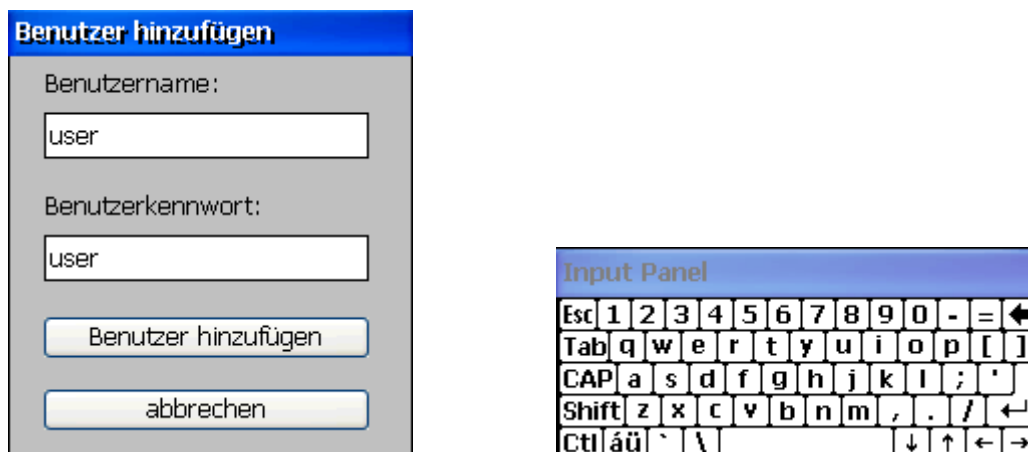 Benutzer hinzufügen
Benutzername:
user
Benutzerkennwort:
user
Benutzer hinzufügen
abbrechen
Input Panel
Esc 1 2 3 4 5 6 7 8 9 0 - = 🡄
Tab q w e r t y u i o p [ ]
CAP a s d f g h j k l ; '
Shift z x c v b n m , . / ↵
Ctl áü ` \ ↓ ↑ ← →